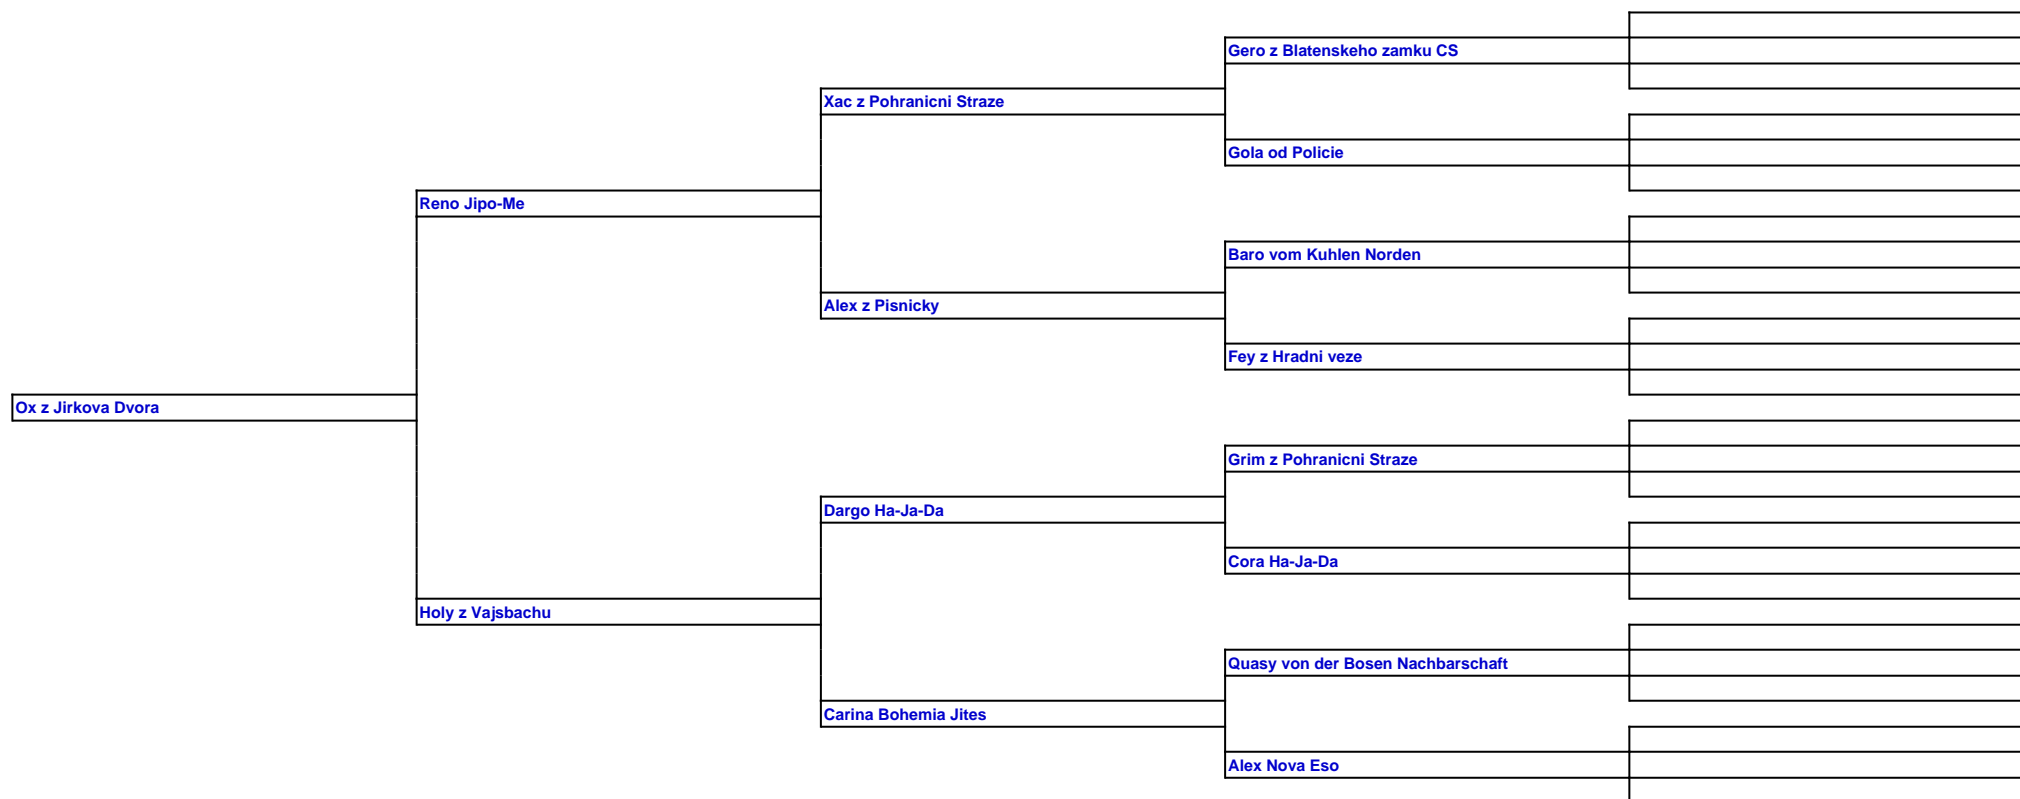 Gero z Blatenskeho zamku CS
Xac z Pohranicni Straze
Gola od Policie
Reno Jipo-Me
Baro vom Kuhlen Norden
Alex z Pisnicky
Fey z Hradni veze
Ox z Jirkova Dvora
Grim z Pohranicni Straze
Dargo Ha-Ja-Da
Cora Ha-Ja-Da
Holy z Vajsbachu
Quasy von der Bosen Nachbarschaft
Carina Bohemia Jites
Alex Nova Eso